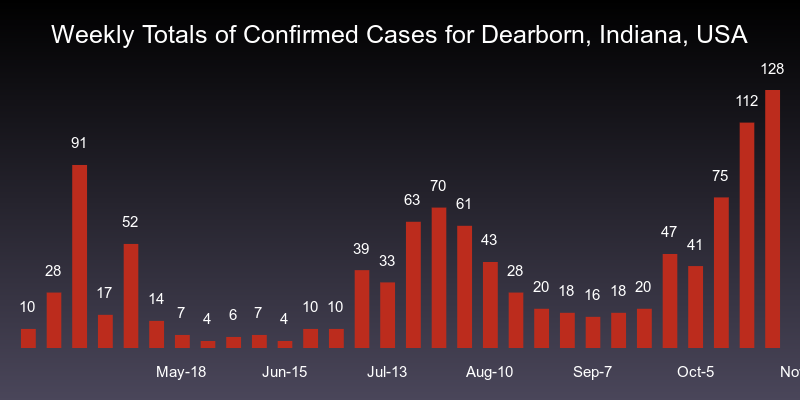 Weekly Totals of Confirmed Cases for Dearborn, Indiana, USA
10 28 91 17 52 14 7 4 6 7 4 10 10 39 33 63 70 61 43 28 20 18 16 18 20 47 41 75 112 128
May-18 Jun-15 Jul-13 Aug-10 Sep-7 Oct-5 No